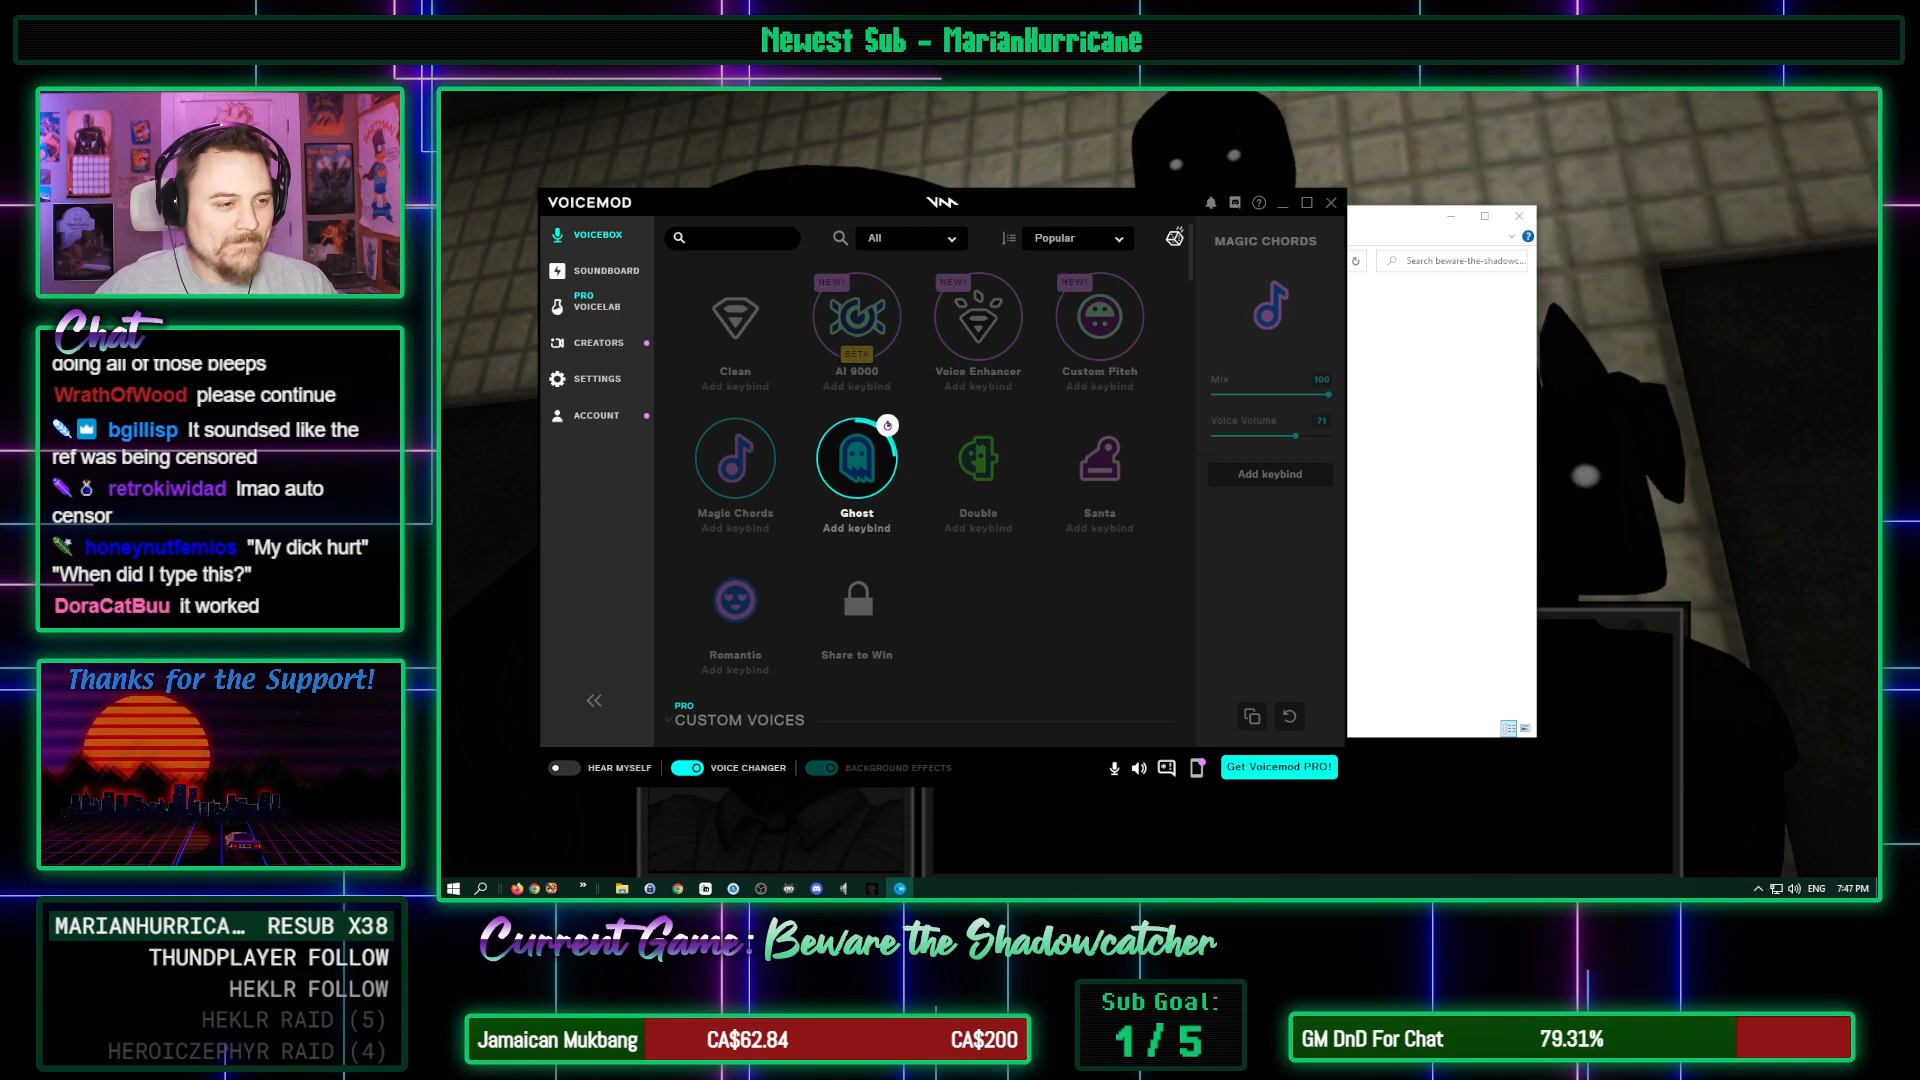 Newest Sub - MarianHurricane
Chat
doing all of those bleeps
WrathOfWood please continue
bgillisp It soundsed like the
ref was being censored
retrokiwidad lmao auto
censor
honeynutfemios "My dick hurt"
"When did I type this?"
DoraCatBuu it worked
Thanks for the Support!
MARIANHURRICA... RESUB X38
THUNDPLAYER FOLLOW
HEKLR FOLLOW
HEKLR RAID (5)
HEROICZEPHYR RAID (4)
VOICEMOD
VOICEBOX
SOUNDBOARD
PRO
VOICELAB
CREATORS
SETTINGS
ACCOUNT
All
Popular
NEW!
NEW!
NEW!
BETA
Clean
Add keybind
AI 9000
Add keybind
Voice Enhancer
Add keybind
Custom Pitch
Add keybind
Magic Chords
Add keybind
Ghost
Add keybind
Double
Add keybind
Santa
Add keybind
Romantic
Add keybind
Share to Win
PRO
CUSTOM VOICES
MAGIC CHORDS
Mix 100
Voice Volume 71
Add keybind
HEAR MYSELF
VOICE CHANGER
BACKGROUND EFFECTS
Get Voicemod PRO!
Search beware-the-shadowc...
ENG 7:47 PM
Current Game: Beware the Shadowcatcher
Jamaican Mukbang CA$62.84 CA$200
Sub Goal:
1 / 5
GM DnD For Chat 79.31%